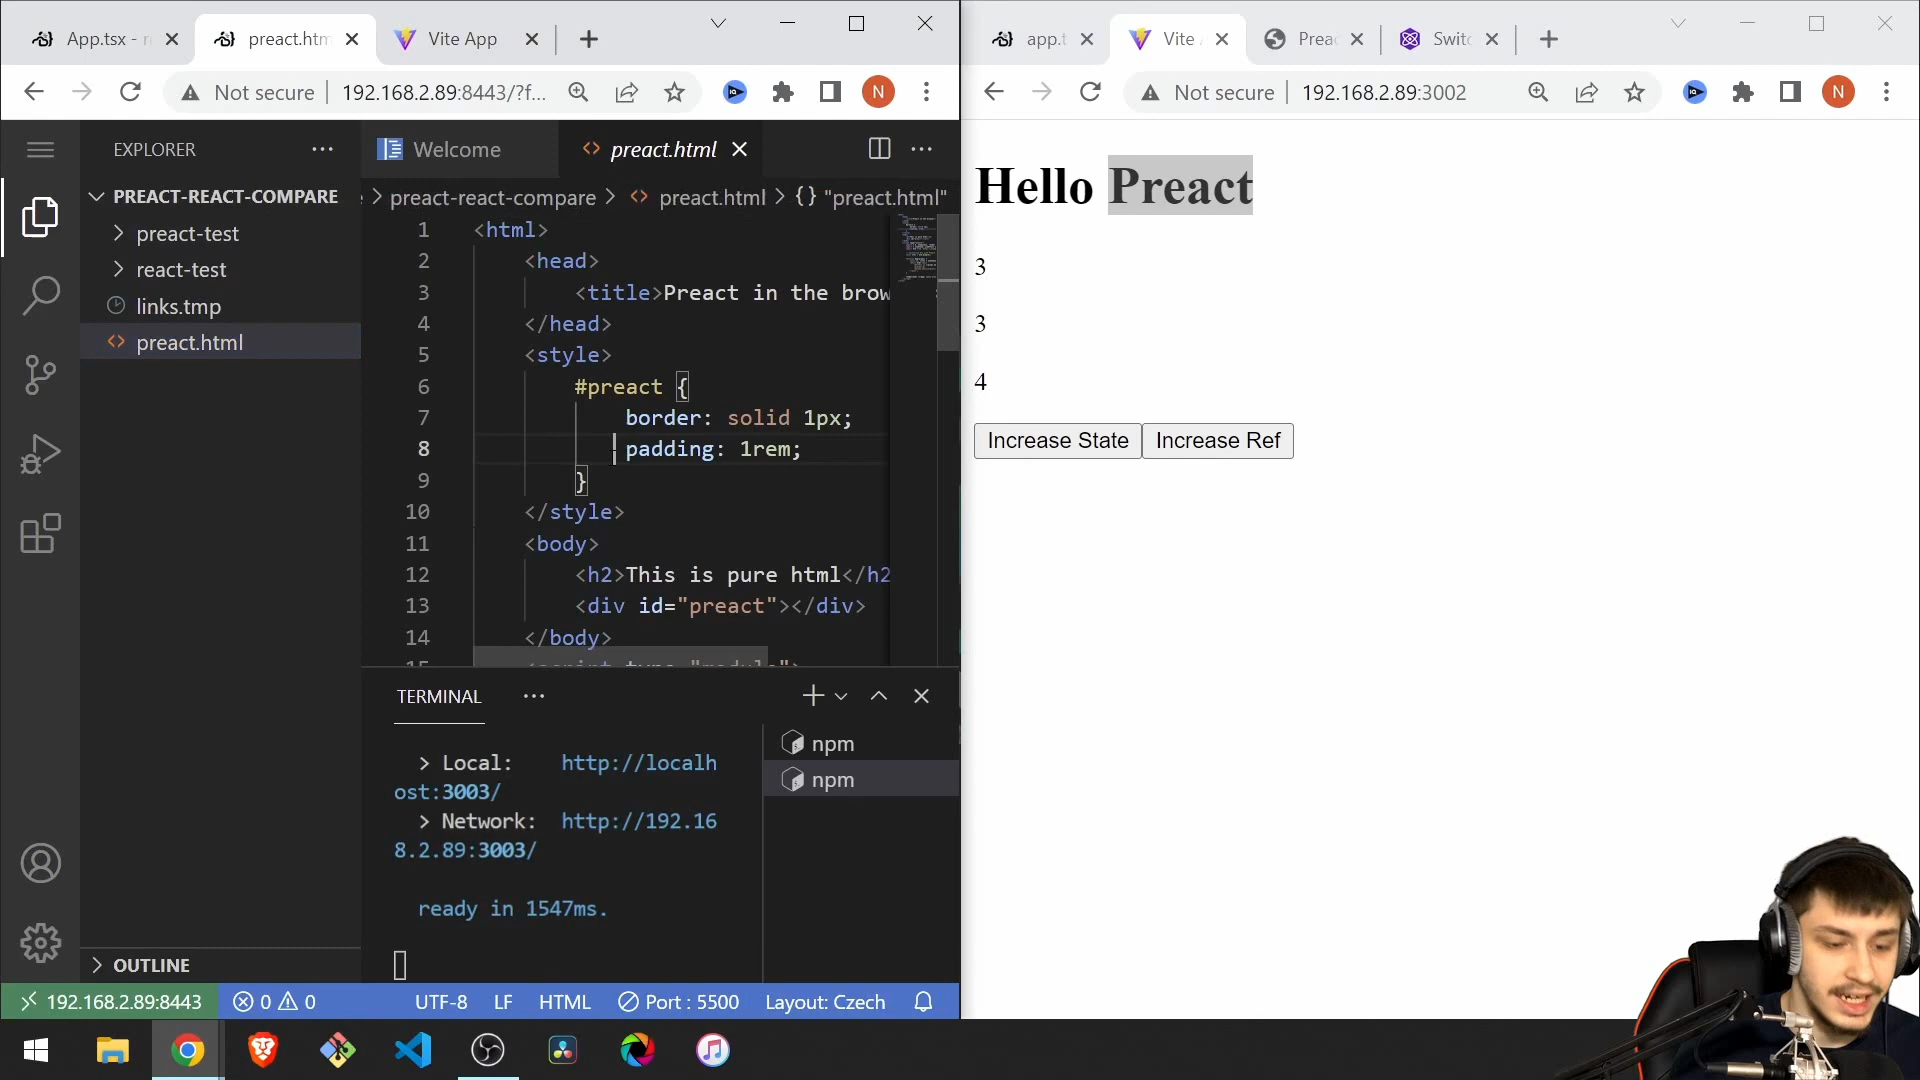 App.tsx - r
preact.htm
Vite App
Not secure
192.168.2.89:8443/?f...
N
EXPLORER
PREACT-REACT-COMPARE
preact-test
react-test
links.tmp
preact.html
OUTLINE
Welcome
preact.html
preact-react-compare
preact.html
{} "preact.html"
1 <html>
2 <head>
3 <title>Preact in the brow
4 </head>
5 <style>
6 #preact {
7 border: solid 1px;
8 padding: 1rem;
9 }
10 </style>
11 <body>
12 <h2>This is pure html</h2
13 <div id="preact"></div>
14 </body>
15 <script type="module">
TERMINAL
> Local: http://localh
ost:3003/
> Network: http://192.16
8.2.89:3003/
ready in 1547ms.
npm
npm
192.168.2.89:8443
0
0
UTF-8
LF
HTML
Port : 5500
Layout: Czech
app.t
Vite
Prea
Switc
Not secure
192.168.2.89:3002
N
Hello Preact
3
3
4
Increase State
Increase Ref